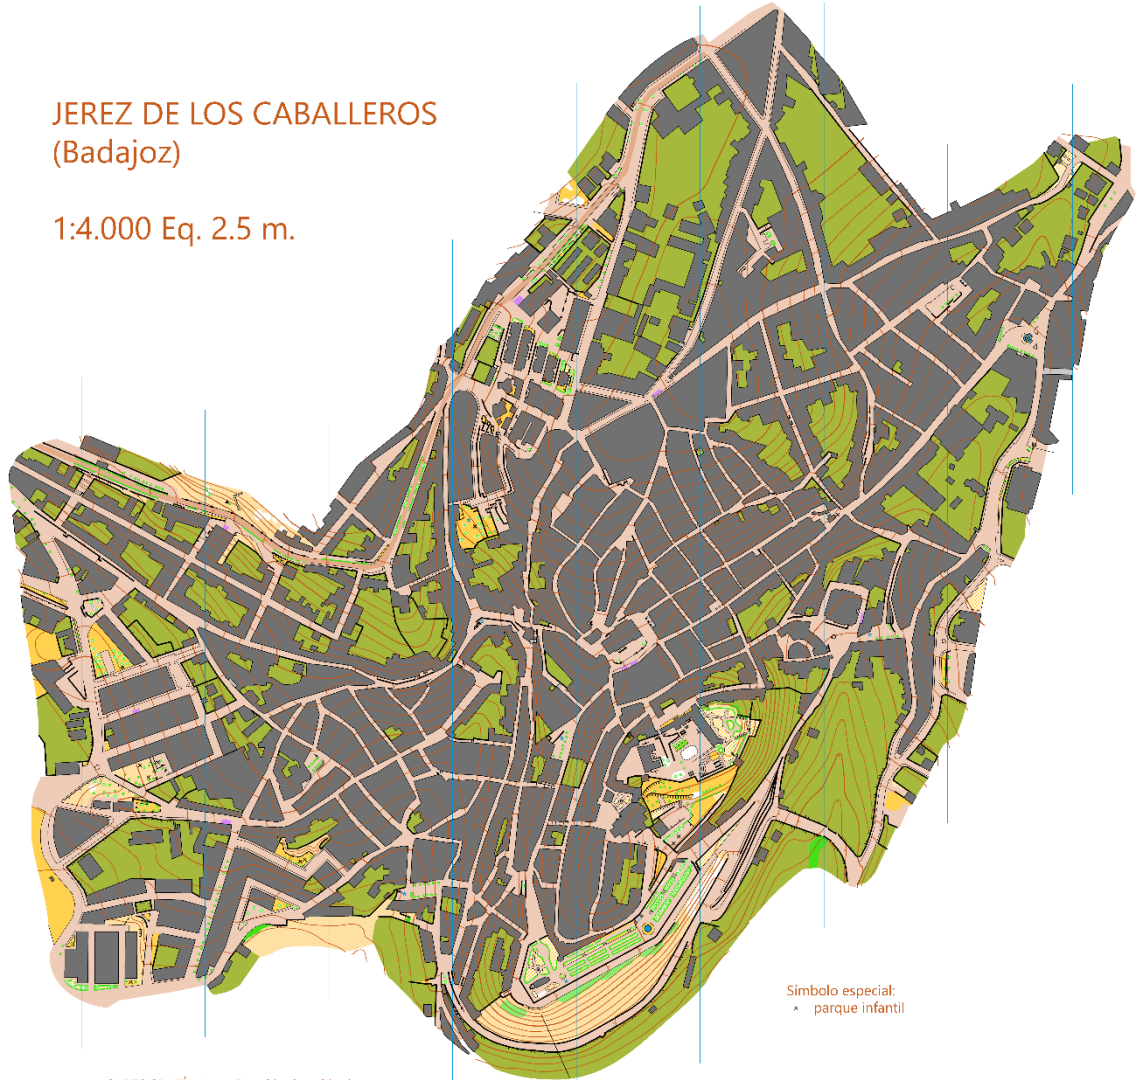 JEREZ DE LOS CABALLEROS
(Badajoz)
1:4.000 Eq. 2.5 m.
Símbolo especial:
× parque infantil